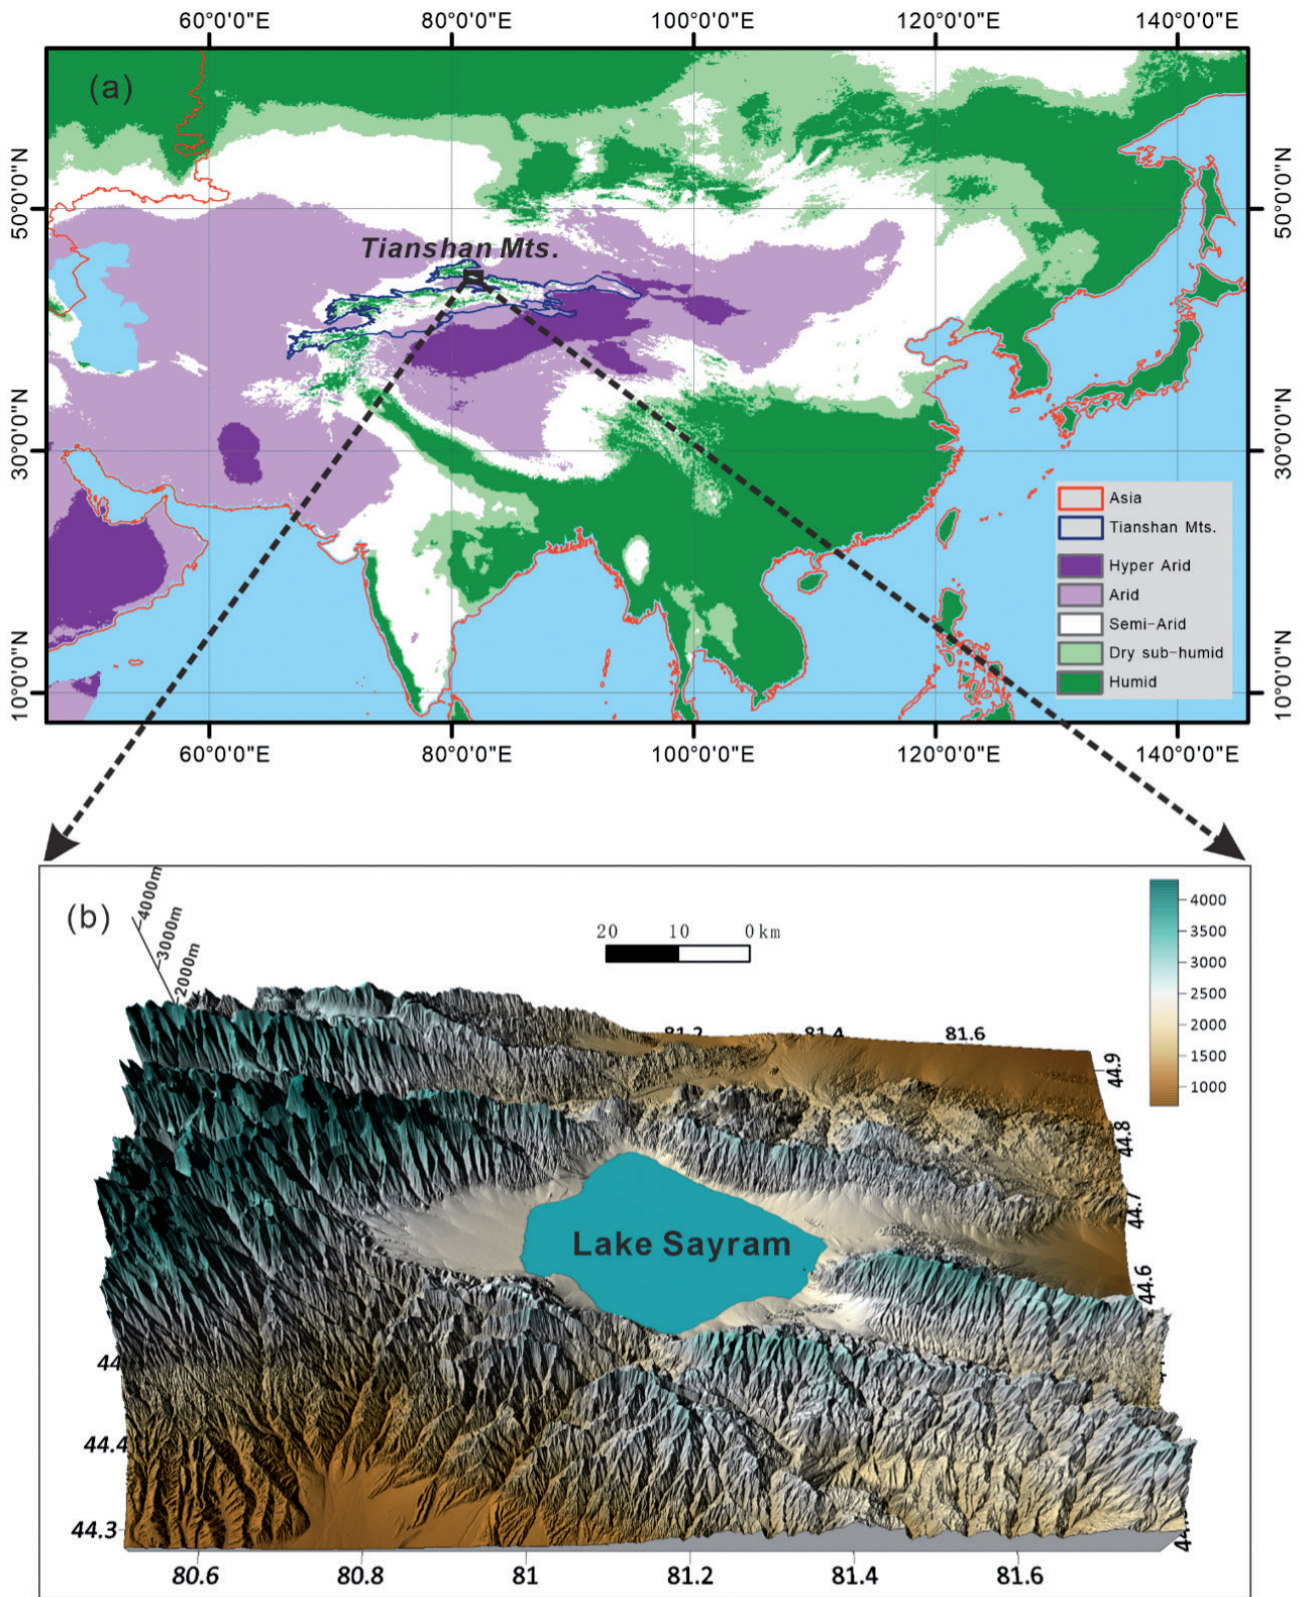 60°0'0"E 80°0'0"E 100°0'0"E 120°0'0"E 140°0'0"E
(a)
50°0'0"N 50°0'0"N
Tianshan Mts.
30°0'0"N 30°0'0"N
Asia
Tianshan Mts.
Hyper Arid
Arid
Semi-Arid
Dry sub-humid
Humid
10°0'0"N 10°0'0"N
60°0'0"E 80°0'0"E 100°0'0"E 120°0'0"E 140°0'0"E
(b)
4000m
3000m
2000m
20 10 0 km
4000
3500
3000
2500
2000
1500
1000
81.2 81.4 81.6
44.9
44.8
44.7
44.6
Lake Sayram
44.4
44.3
80.6 80.8 81 81.2 81.4 81.6